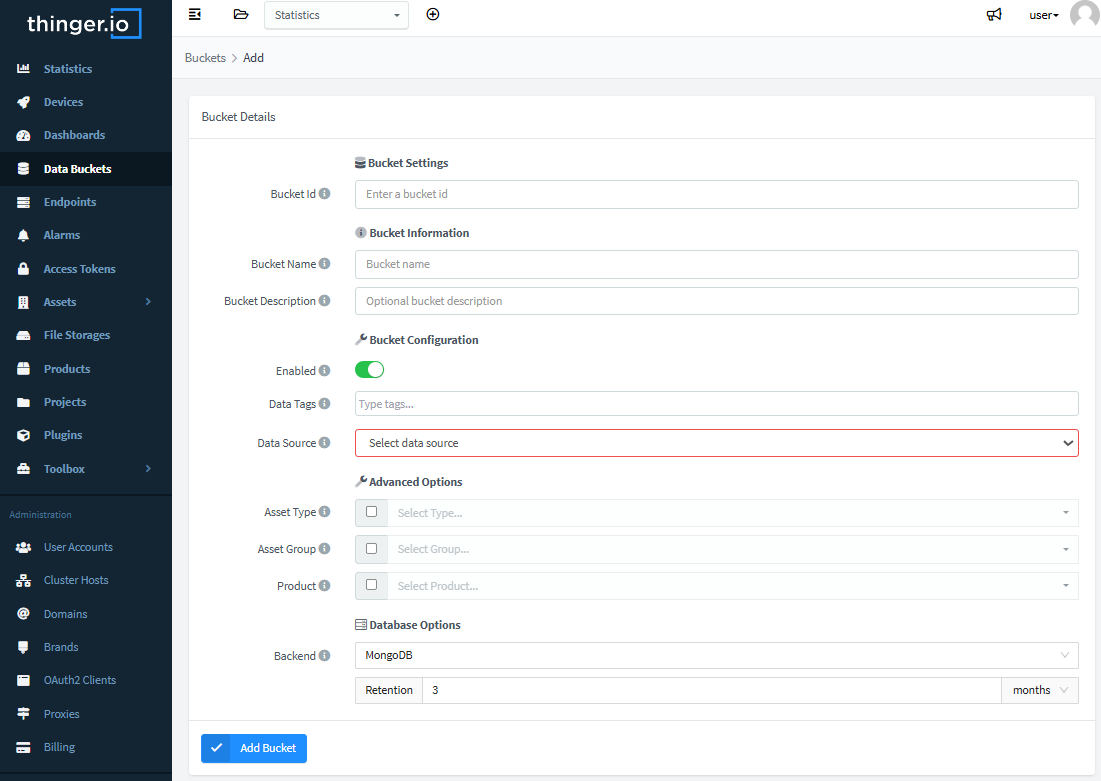 thinger.io
Statistics
user
Buckets > Add
Statistics
Devices
Dashboards
Data Buckets
Endpoints
Alarms
Access Tokens
Assets
File Storages
Products
Projects
Plugins
Toolbox
Administration
User Accounts
Cluster Hosts
Domains
Brands
OAuth2 Clients
Proxies
Billing
Bucket Details
Bucket Settings
Bucket Id Enter a bucket id
Bucket Information
Bucket Name Bucket name
Bucket Description Optional bucket description
Bucket Configuration
Enabled
Data Tags Type tags...
Data Source Select data source
Advanced Options
Asset Type Select Type...
Asset Group Select Group...
Product Select Product...
Database Options
Backend MongoDB
Retention 3 months
Add Bucket